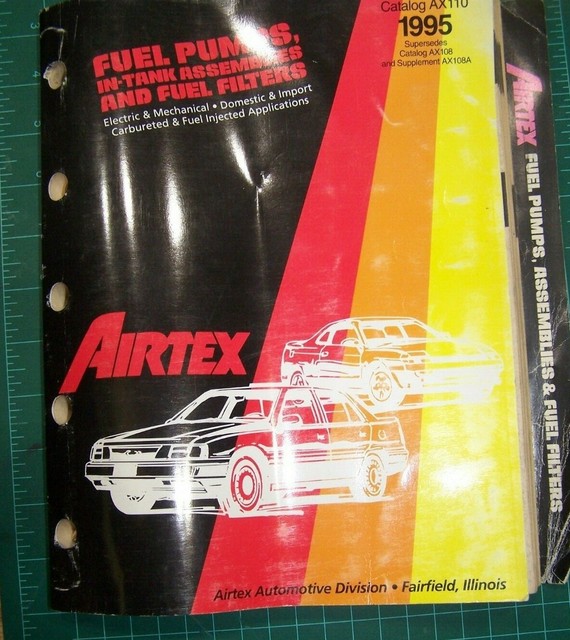 Catalog AX110
1995
Supersedes
Catalog AX108
and Supplement AX108A
FUEL PUMPS,
IN-TANK ASSEMBLIES
AND FUEL FILTERS
Electric & Mechanical • Domestic & Import
Carbureted & Fuel Injected Applications
AIRTEX
Airtex Automotive Division • Fairfield, Illinois
AIRTEX FUEL PUMPS, ASSEMBLIES & FUEL FILTERS